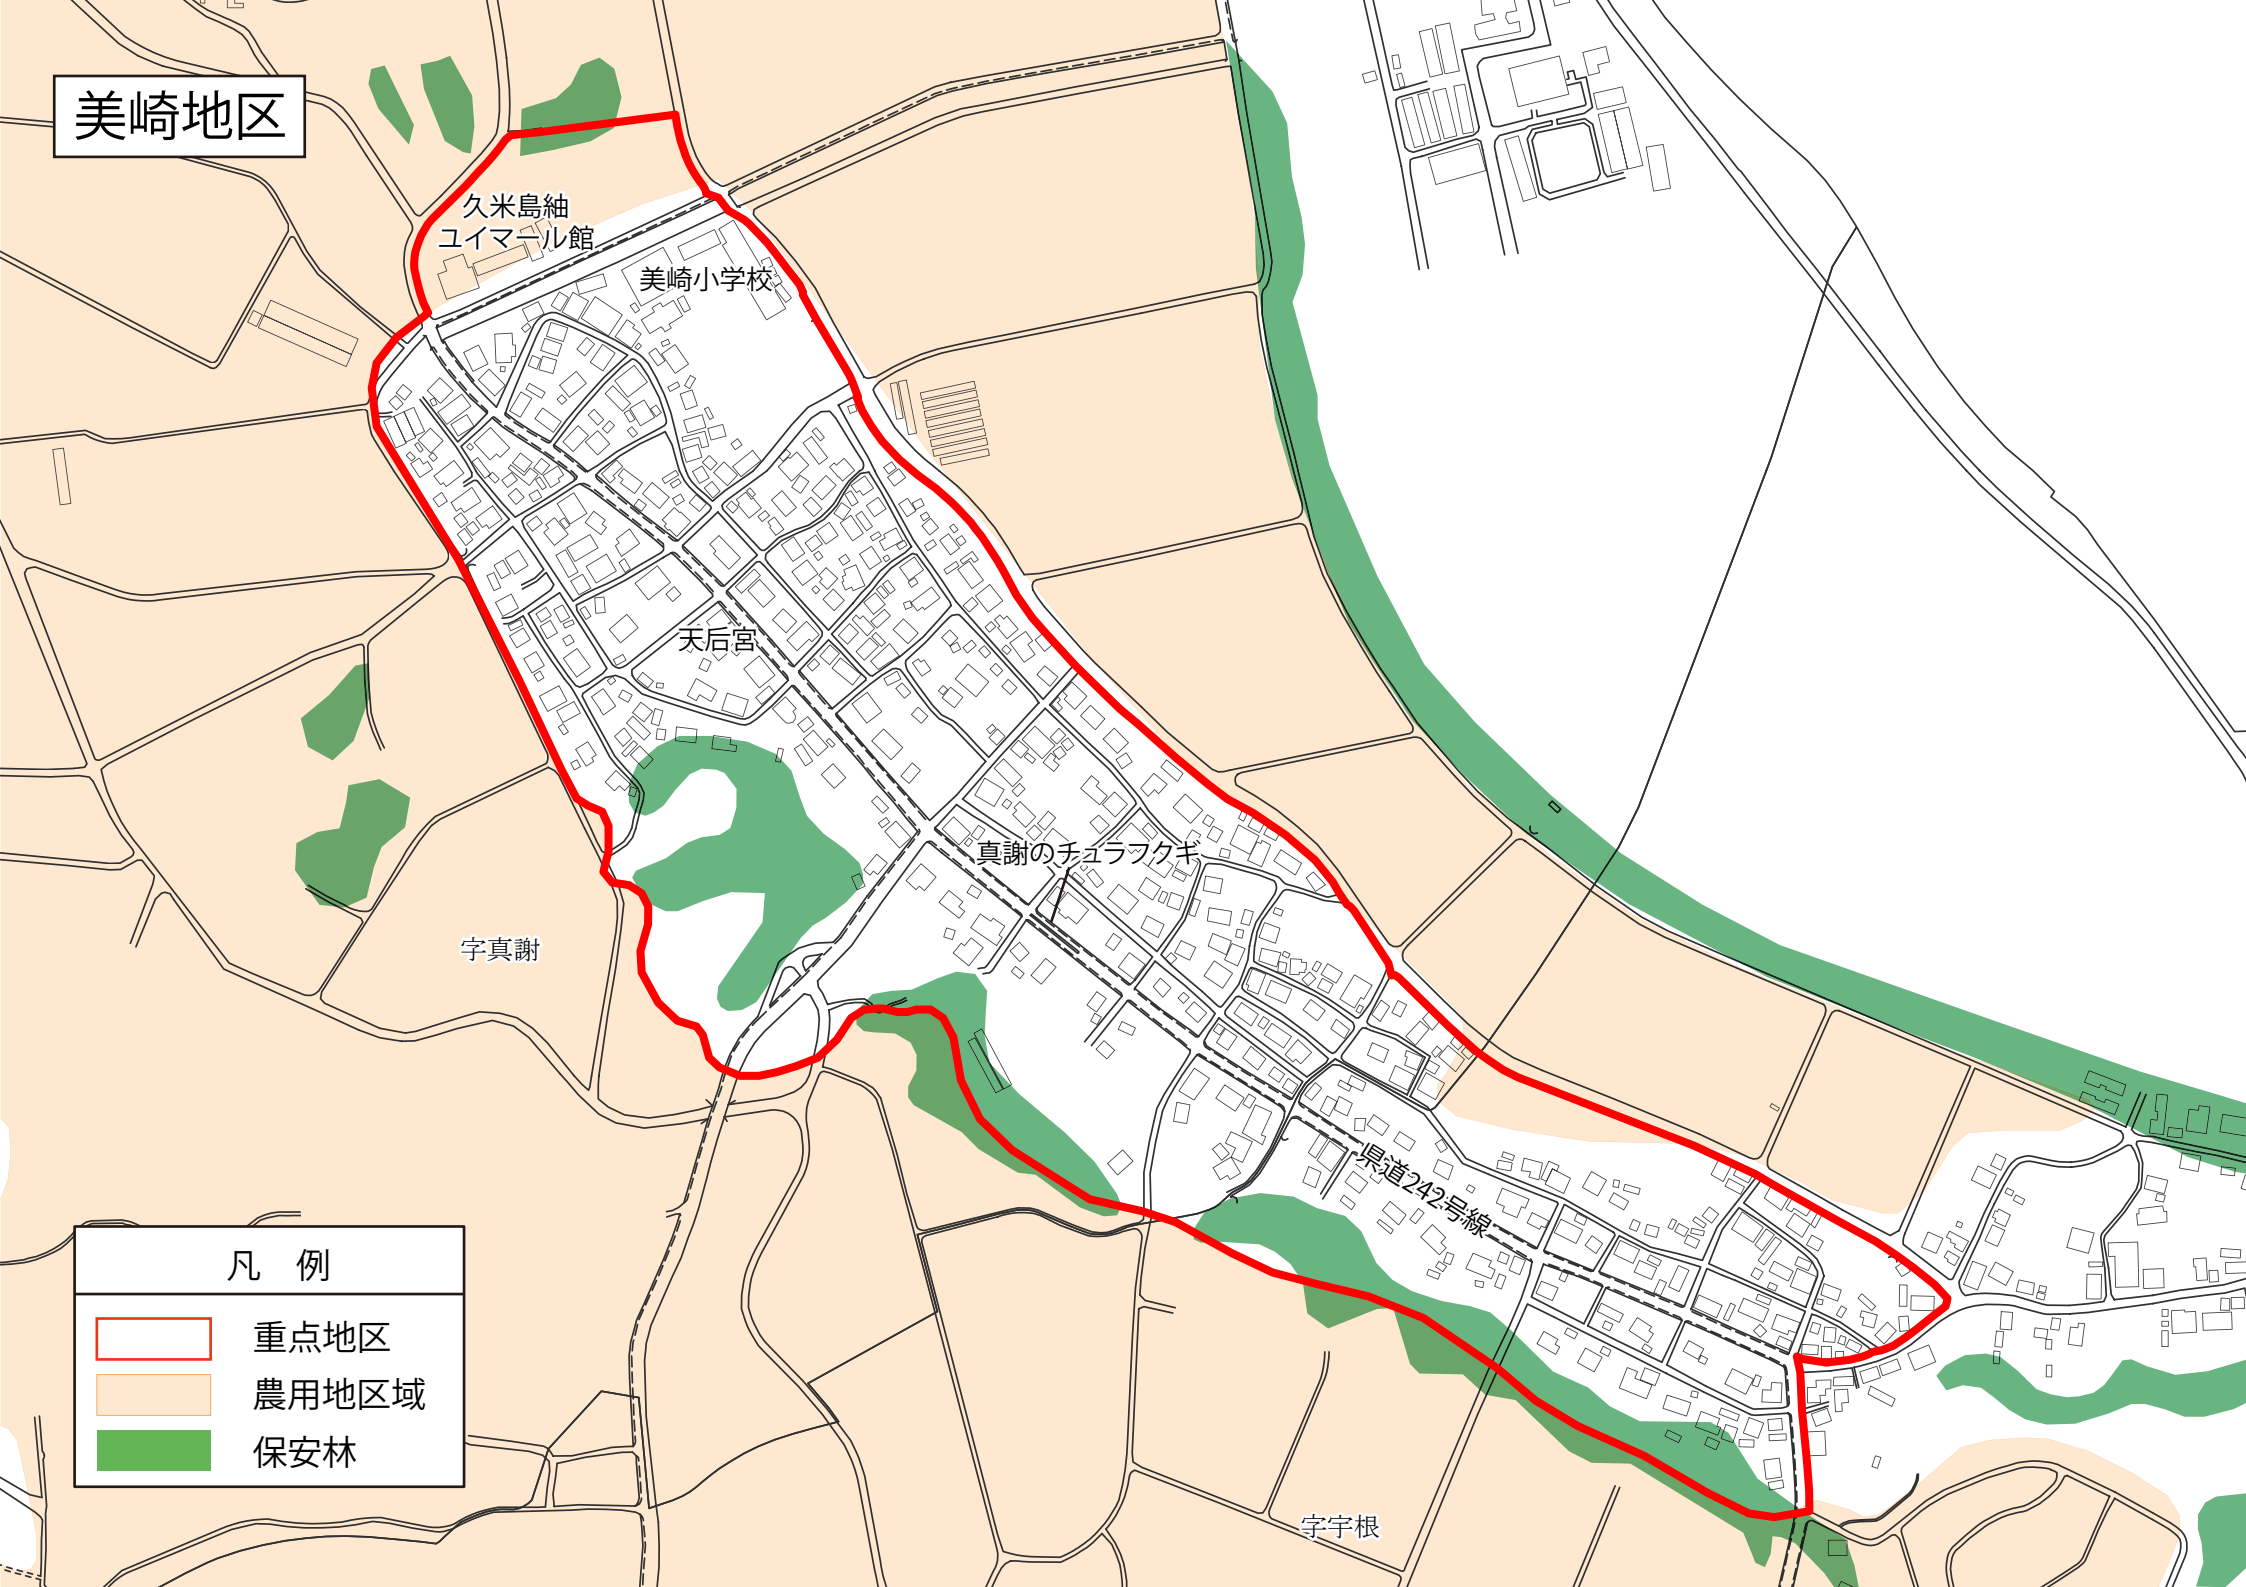 美崎地区
久米島紬
ユイマール館
美崎小学校
天后宮
真謝のチュラフクギ
字真謝
県道242号線
字宇根
凡 例
重点地区
農用地区域
保安林